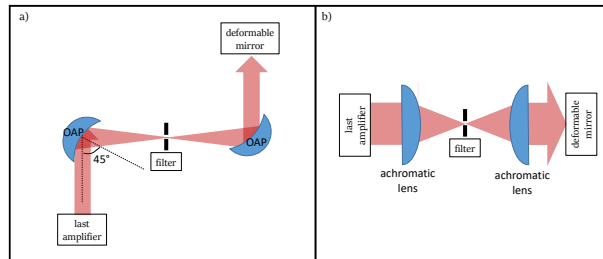 a)
deformable
mirror
OAP
OAP
45°
filter
last
amplifier
b)
last
amplifier
filter
deformable
mirror
achromatic
lens
achromatic
lens